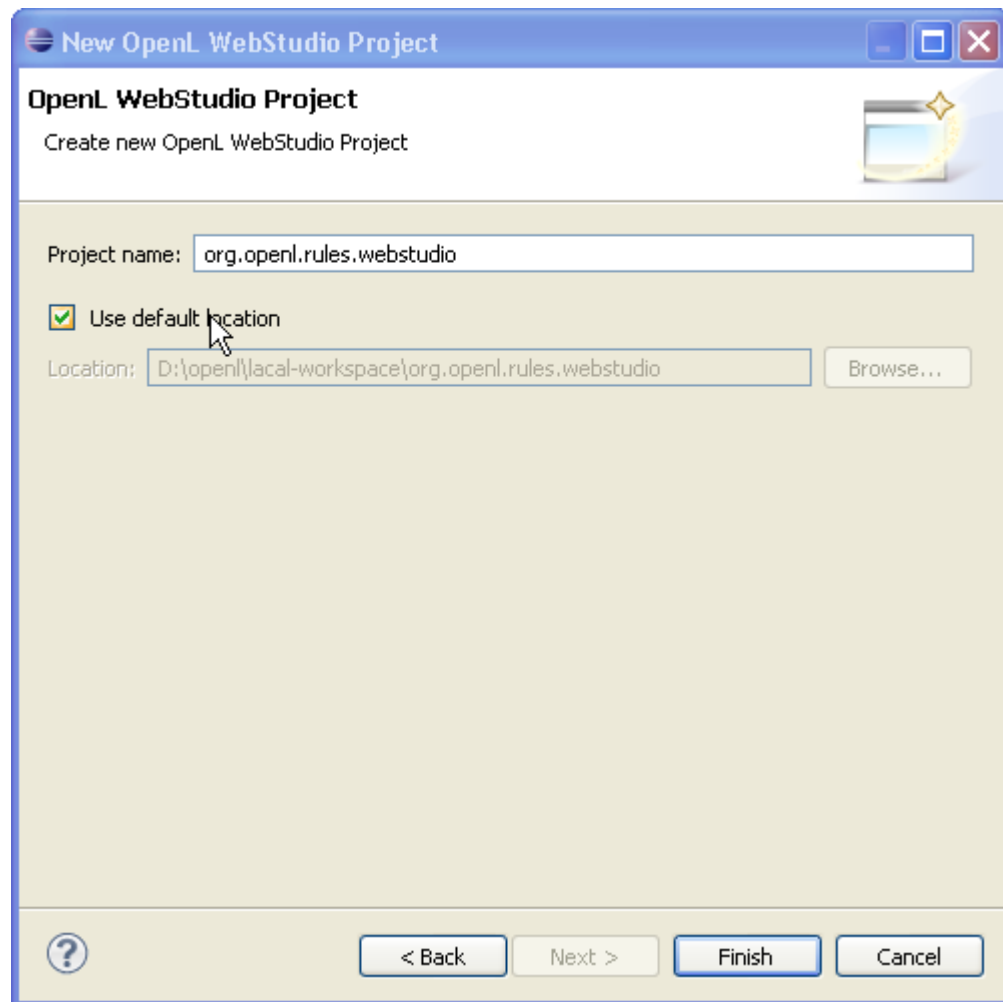 New OpenL WebStudio Project
OpenL WebStudio Project
Create new OpenL WebStudio Project
Project name: org.openl.rules.webstudio
Use default location
Location: D:\openl\lacal-workspace\org.openl.rules.webstudio Browse...
? < Back Next > Finish Cancel